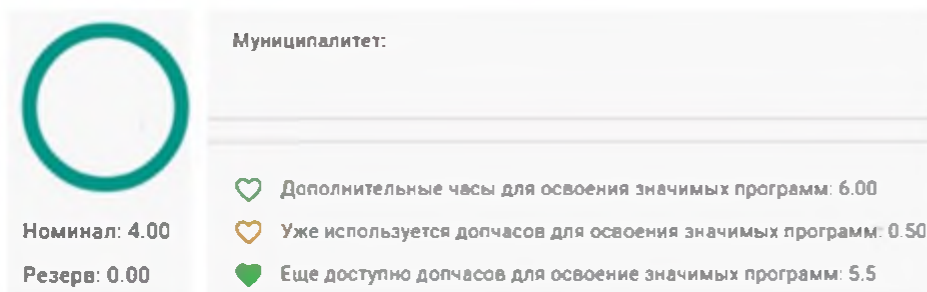 Муниципалитет:
Дополнительные часы для освоения значимых программ: 6.00
Номинал: 4.00
Уже используется допчасов для освоения значимых программ: 0.50
Резерв: 0.00
Еще доступно допчасов для освоение значимых программ: 5.5